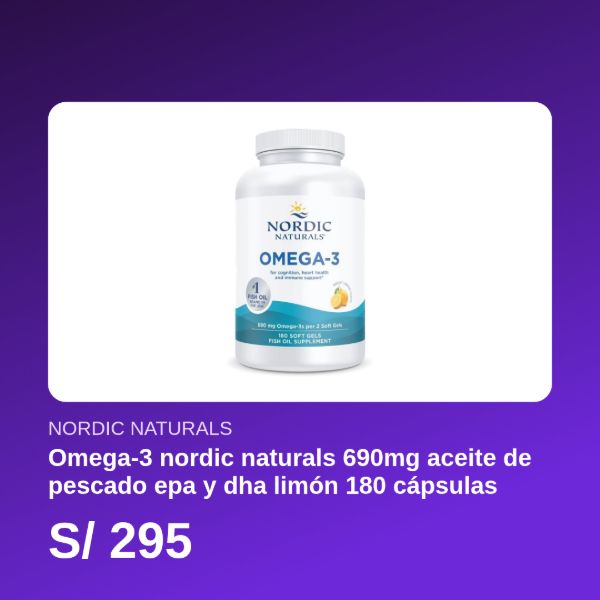 NORDIC
NATURALS
OMEGA-3
for cognition, heart health
and immune support*
#1
FISH OIL
690 mg Omega-3s per 2 Soft Gels
180 SOFT GELS
FISH OIL SUPPLEMENT
NORDIC NATURALS
Omega-3 nordic naturals 690mg aceite de
pescado epa y dha limón 180 cápsulas
S/ 295